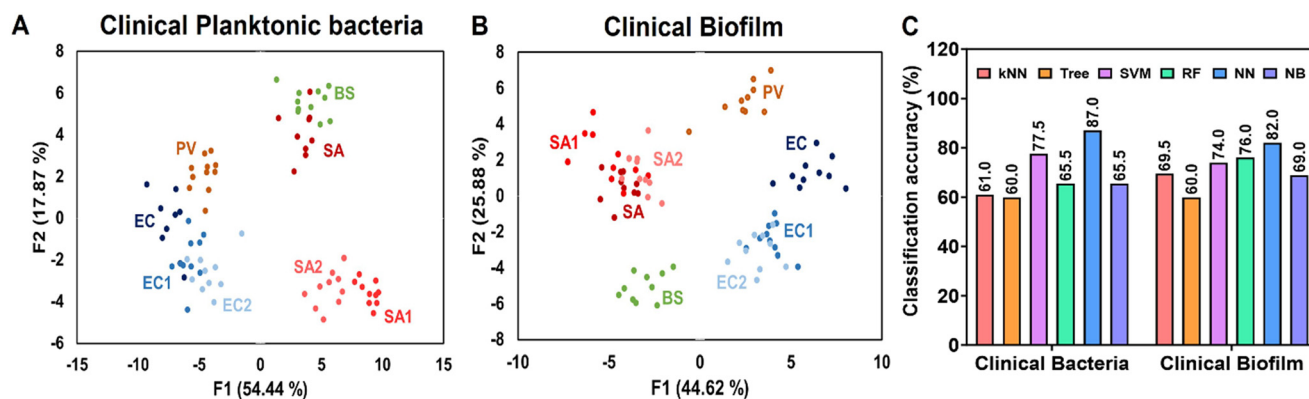 A
Clinical Planktonic bacteria
F2 (17.87 %)
8
6
4
2
0
-2
-4
-6
BS
SA
PV
EC
EC1
EC2
SA2
SA1
-15
-10
-5
0
5
10
15
F1 (54.44 %)
B
Clinical Biofilm
F2 (25.88 %)
8
6
4
2
0
-2
-4
-6
-8
PV
SA1
SA2
EC
SA
EC1
EC2
BS
-10
-5
0
5
10
F1 (44.62 %)
C
Classification accuracy (%)
120
100
80
60
40
20
0
kNN
Tree
SVM
RF
NN
NB
61.0
60.0
77.5
65.5
87.0
65.5
69.5
60.0
74.0
76.0
82.0
69.0
Clinical Bacteria
Clinical Biofilm